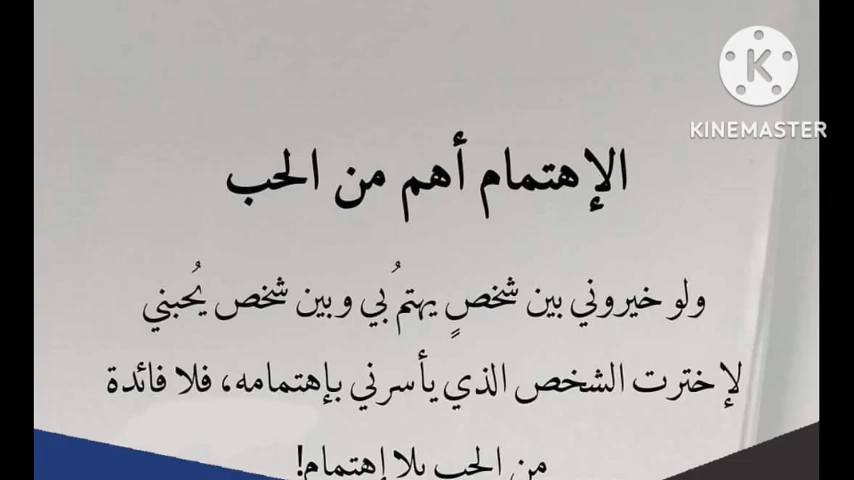 KINEMASTER
الإهتمام أهم من الحب
ولو خيروني بين شخصٍ يهتمُ بي وبين شخص يُحبني
لإخترت الشخص الذي يأسرني بإهتمامه، فلا فائدة
من الحب بلا إهتمام!